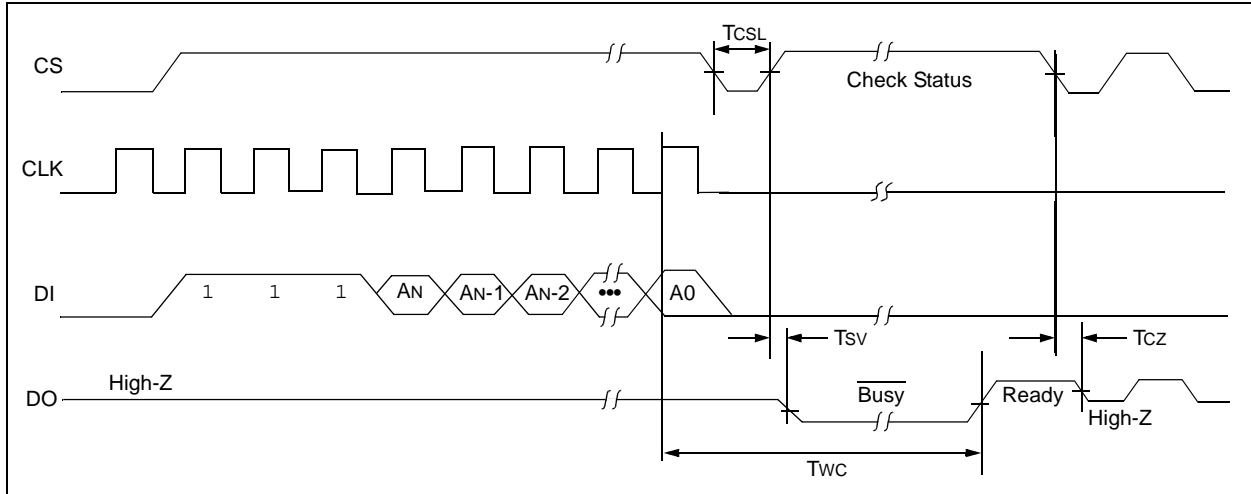 TCSL
CS
Check Status
CLK
DI
1 1 1 AN AN-1 AN-2 ••• A0
TSV
TCZ
High-Z
DO
Busy
Ready
High-Z
TWC